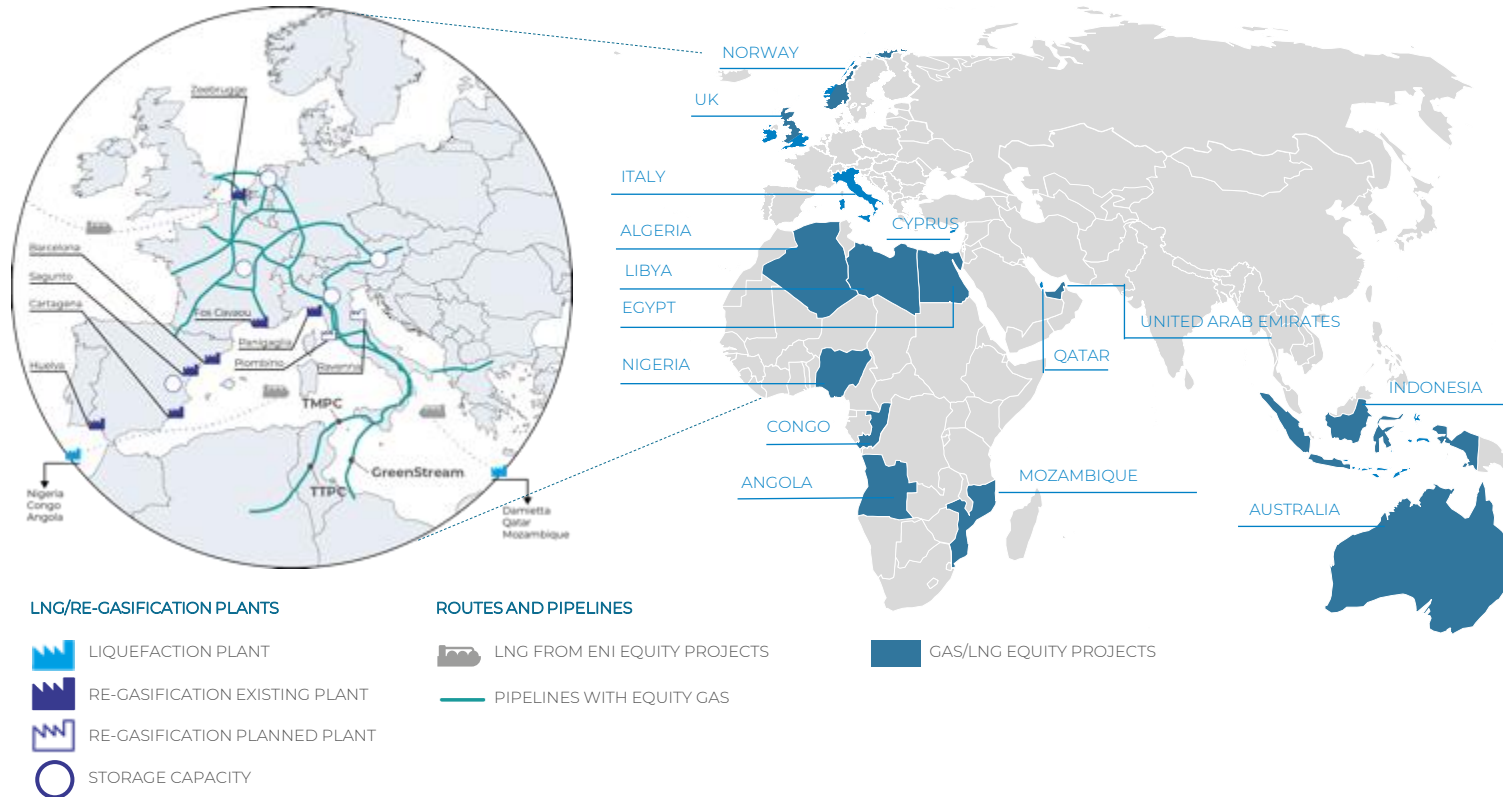 Zeebrugge
Barcelona
Sagunto
Cartagena
Huelva
Fos Cavaou
Panigaglia
Piombino
Ravenna
TMPC
GreenStream
TTPC
Nigeria
Congo
Angola
Damietta
Qatar
Mozambique
NORWAY
UK
ITALY
CYPRUS
ALGERIA
LIBYA
EGYPT
UNITED ARAB EMIRATES
QATAR
NIGERIA
INDONESIA
CONGO
ANGOLA
MOZAMBIQUE
AUSTRALIA
LNG/RE-GASIFICATION PLANTS
LIQUEFACTION PLANT
RE-GASIFICATION EXISTING PLANT
RE-GASIFICATION PLANNED PLANT
STORAGE CAPACITY
ROUTES AND PIPELINES
LNG FROM ENI EQUITY PROJECTS
PIPELINES WITH EQUITY GAS
GAS/LNG EQUITY PROJECTS